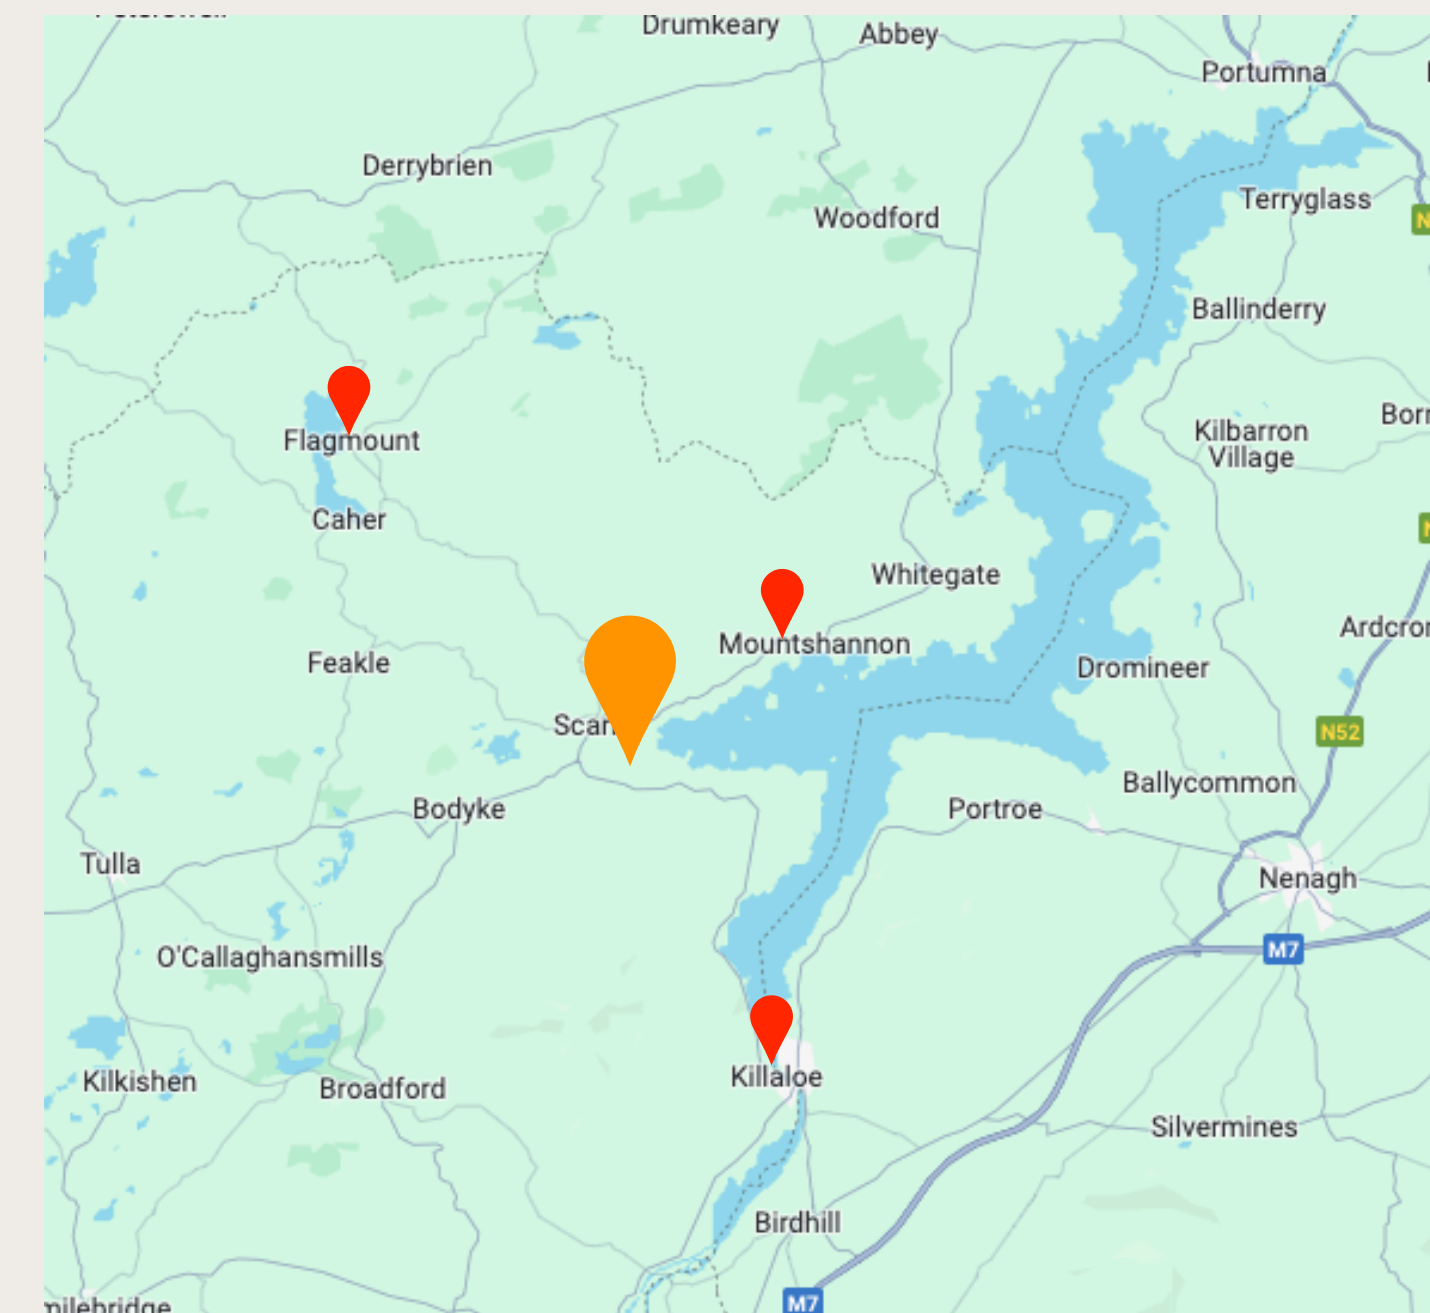 Drumkeary
Abbey
Portumna
Derrybrien
Terryglass
Woodford
N
Ballinderry
Flagmount
Kilbarron
Village
Caher
Whitegate
Mountshannon
Feakle
Dromineer
N52
Ballycommon
Bodyke
Portroe
Tulla
Nenagh
O'Callaghansmills
M7
Kilkishen
Broadford
Killaloe
Silvermines
Birdhill
M7